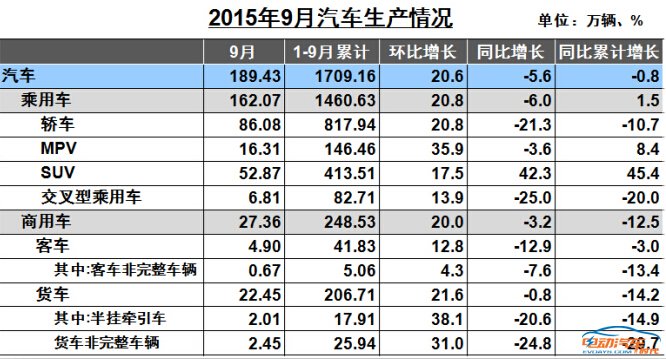 2015年9月汽车生产情况 单位：万辆、%
9月 1-9月累计 环比增长 同比增长 同比累计增长
汽车 189.43 1709.16 20.6 -5.6 -0.8
乘用车 162.07 1460.63 20.8 -6.0 1.5
轿车 86.08 817.94 20.8 -21.3 -10.7
MPV 16.31 146.46 35.9 -3.6 8.4
SUV 52.87 413.51 17.5 42.3 45.4
交叉型乘用车 6.81 82.71 13.9 -25.0 -20.0
商用车 27.36 248.53 20.0 -3.2 -12.5
客车 4.90 41.83 12.8 -12.9 -3.0
其中:客车非完整车辆 0.67 5.06 4.3 -7.6 -13.4
货车 22.45 206.71 21.6 -0.8 -14.2
其中:半挂牵引车 2.01 17.91 38.1 -20.6 -14.9
货车非完整车辆 2.45 25.94 31.0 -24.8